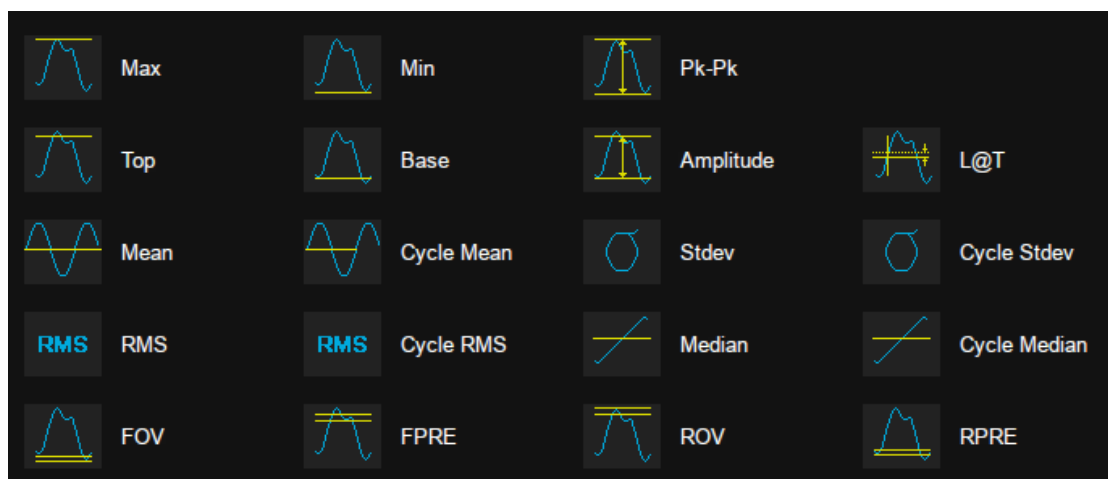 Max Min Pk-Pk
Top Base Amplitude L@T
Mean Cycle Mean Stdev Cycle Stdev
RMS RMS RMS Cycle RMS Median Cycle Median
FOV FPRE ROV RPRE